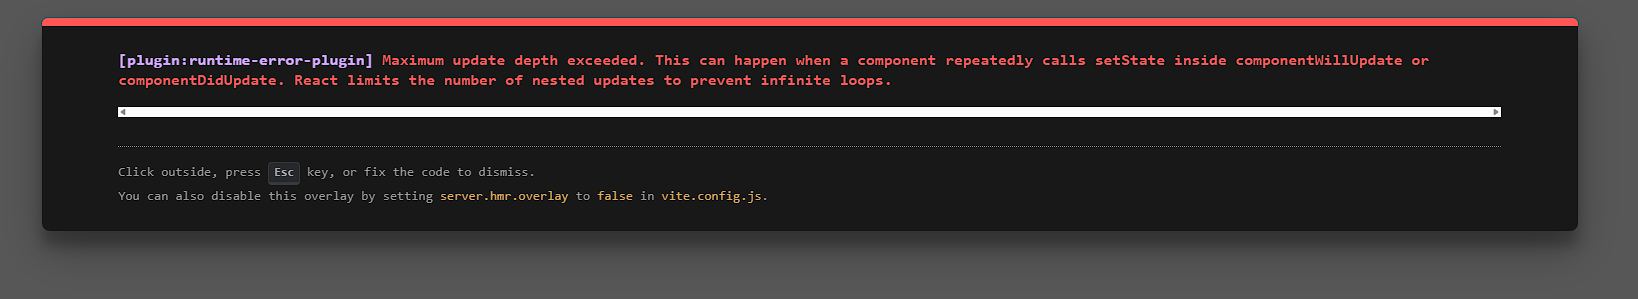 [plugin:runtime-error-plugin] Maximum update depth exceeded. This can happen when a component repeatedly calls setState inside componentWillUpdate or
componentDidUpdate. React limits the number of nested updates to prevent infinite loops.
Click outside, press Esc key, or fix the code to dismiss.
You can also disable this overlay by setting server.hmr.overlay to false in vite.config.js.